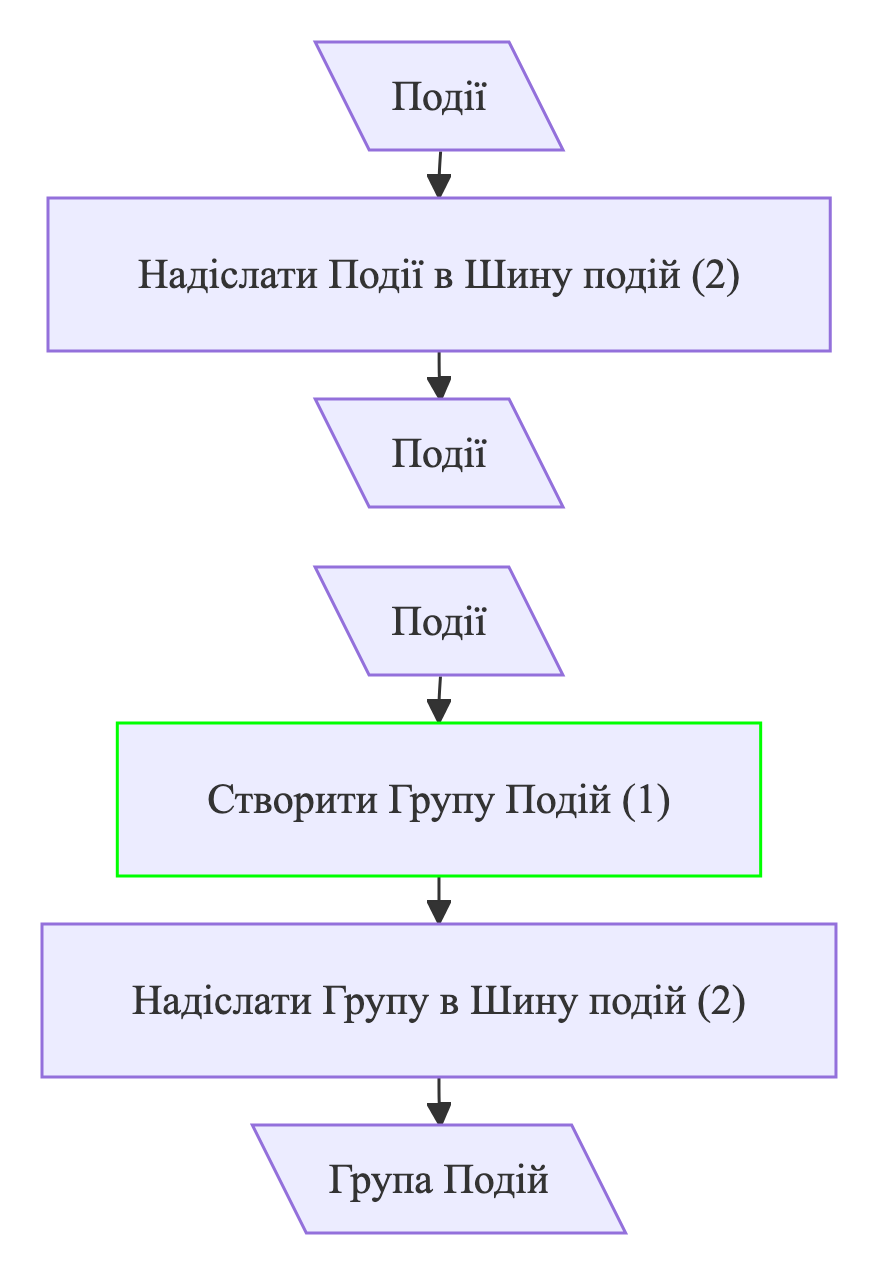 Події
Надіслати Події в Шину подій (2)
Події
Події
Створити Групу Подій (1)
Надіслати Групу в Шину подій (2)
Група Подій